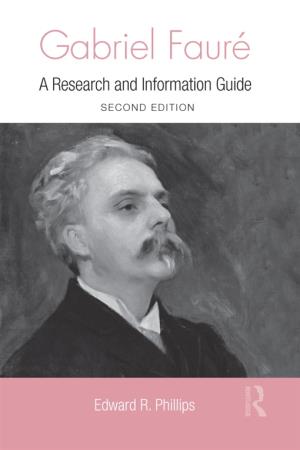 Gabriel Fauré
A Research and Information Guide
SECOND EDITION
Edward R. Phillips
R